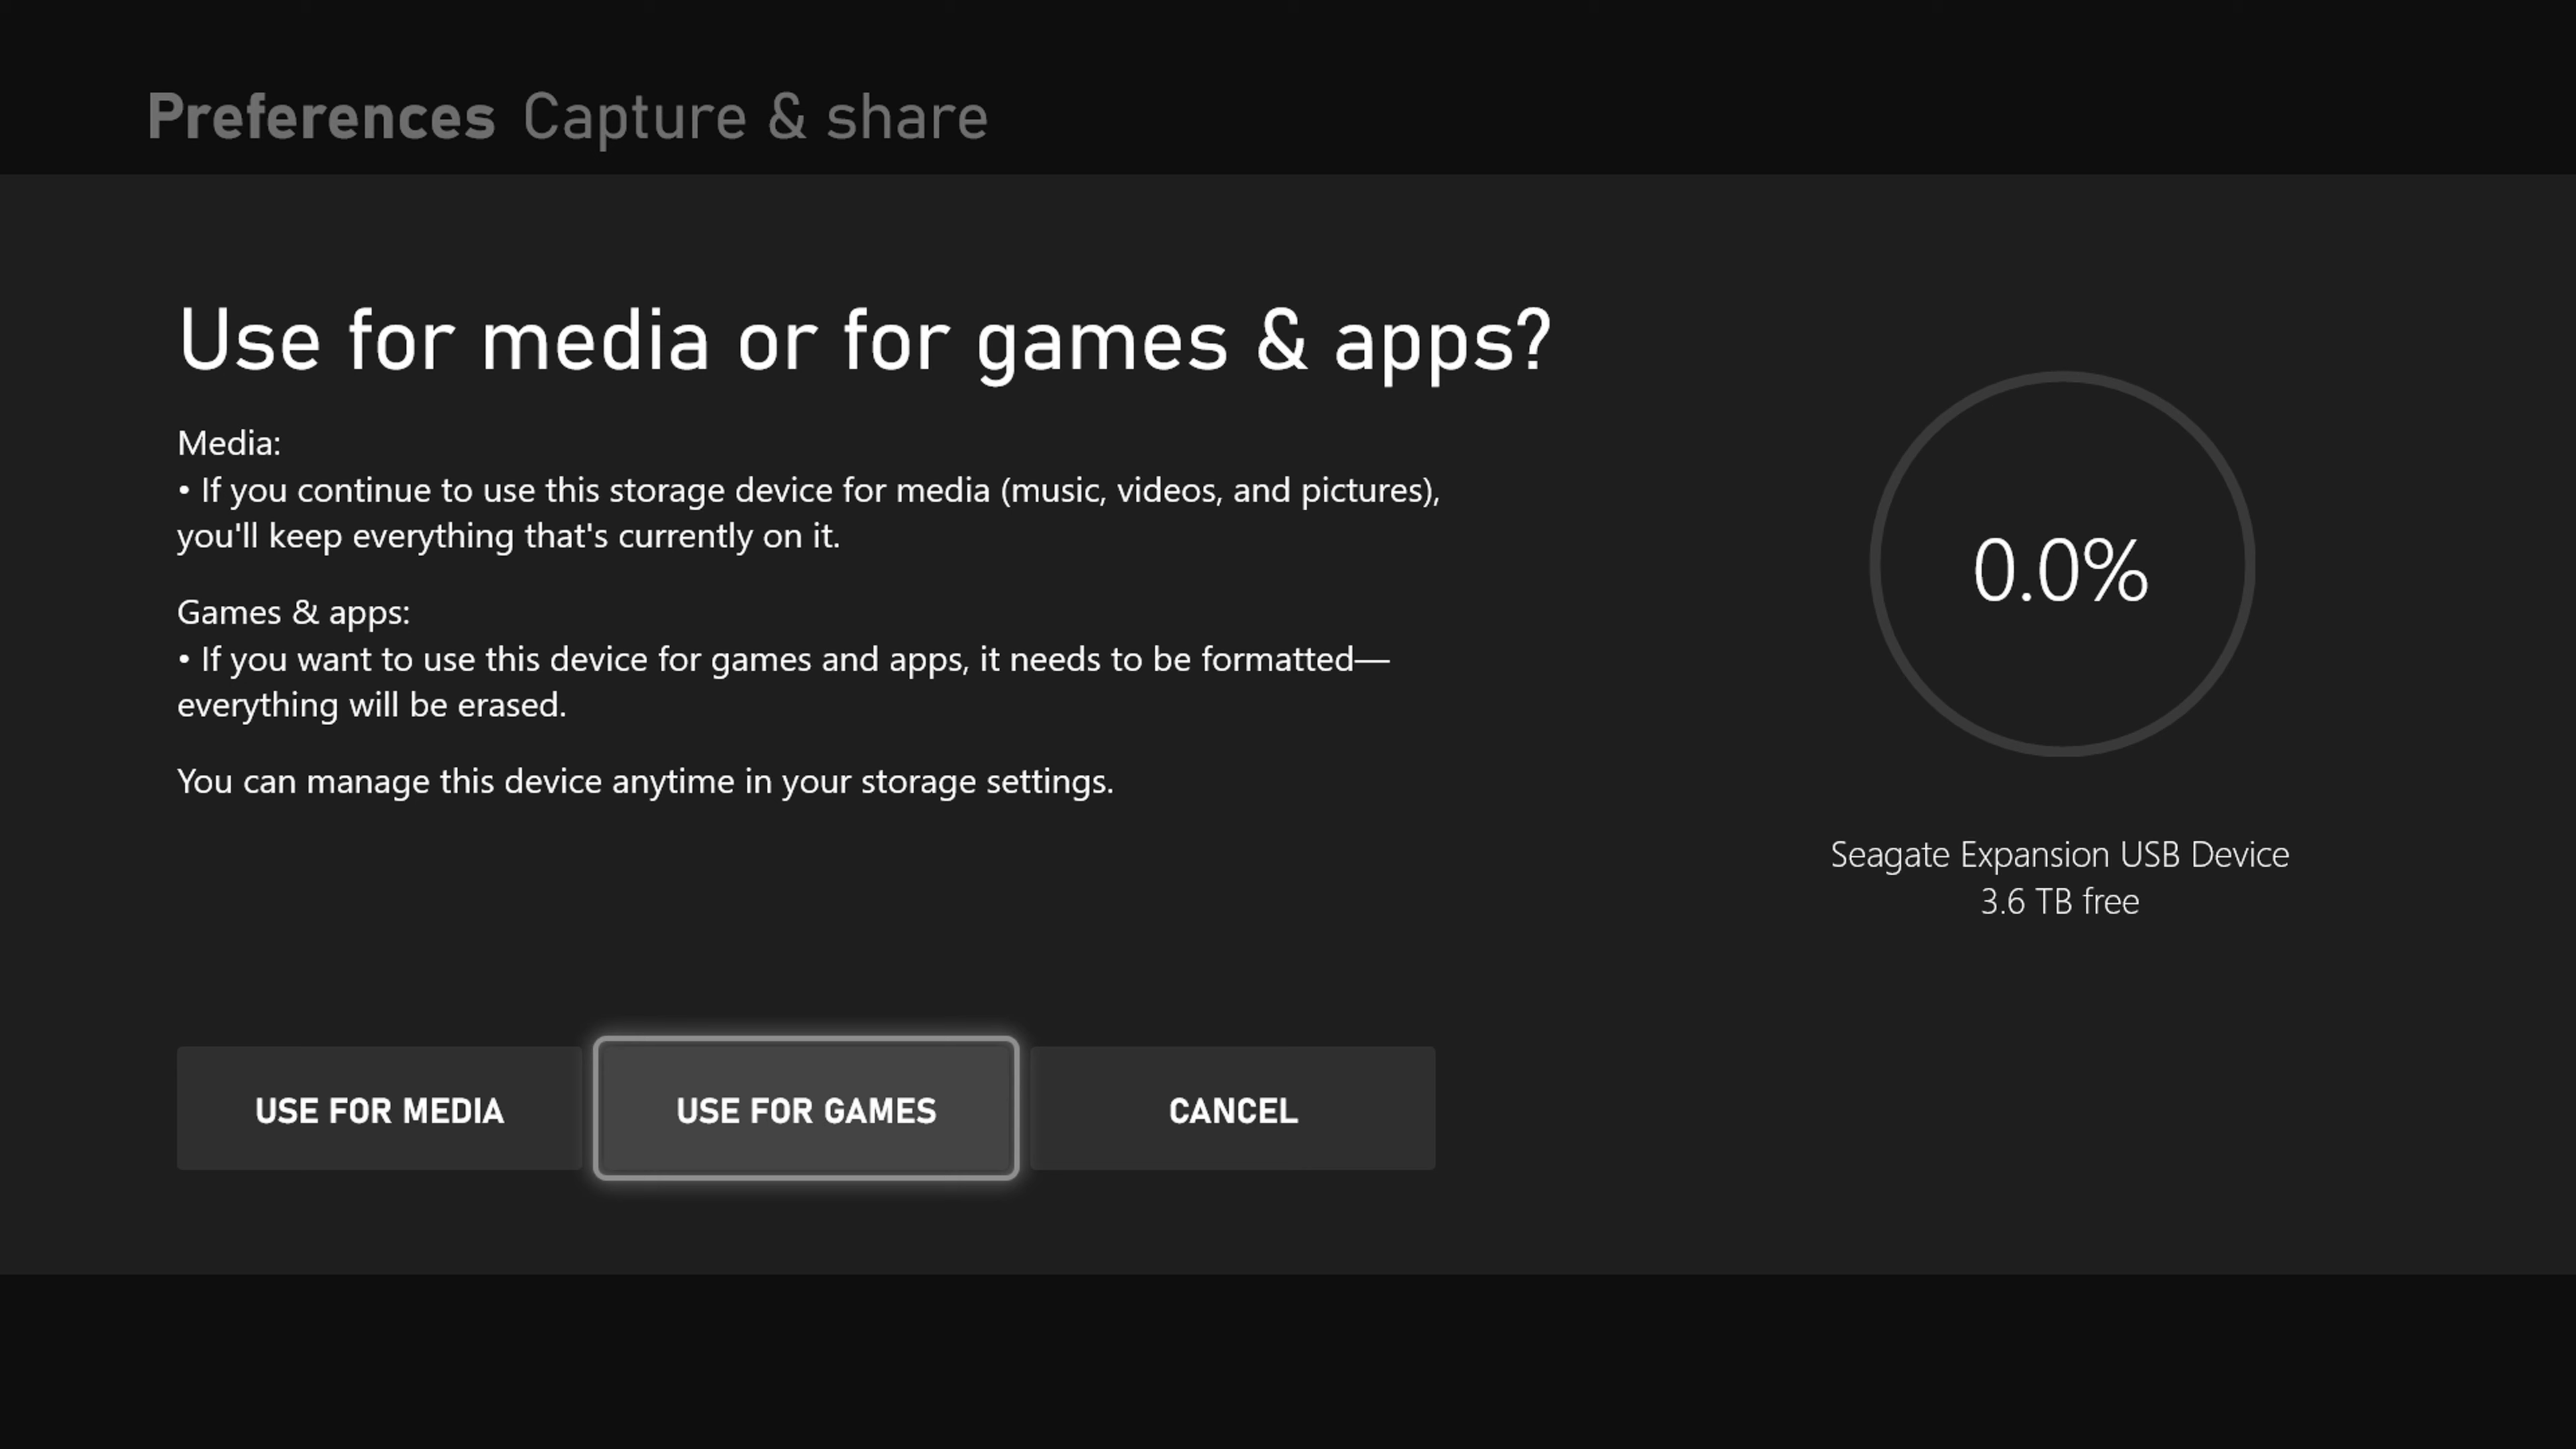 Preferences Capture & share
Use for media or for games & apps?
Media:
• If you continue to use this storage device for media (music, videos, and pictures),
you'll keep everything that's currently on it.
Games & apps:
• If you want to use this device for games and apps, it needs to be formatted—
everything will be erased.
You can manage this device anytime in your storage settings.
0.0%
Seagate Expansion USB Device
3.6 TB free
USE FOR MEDIA
USE FOR GAMES
CANCEL